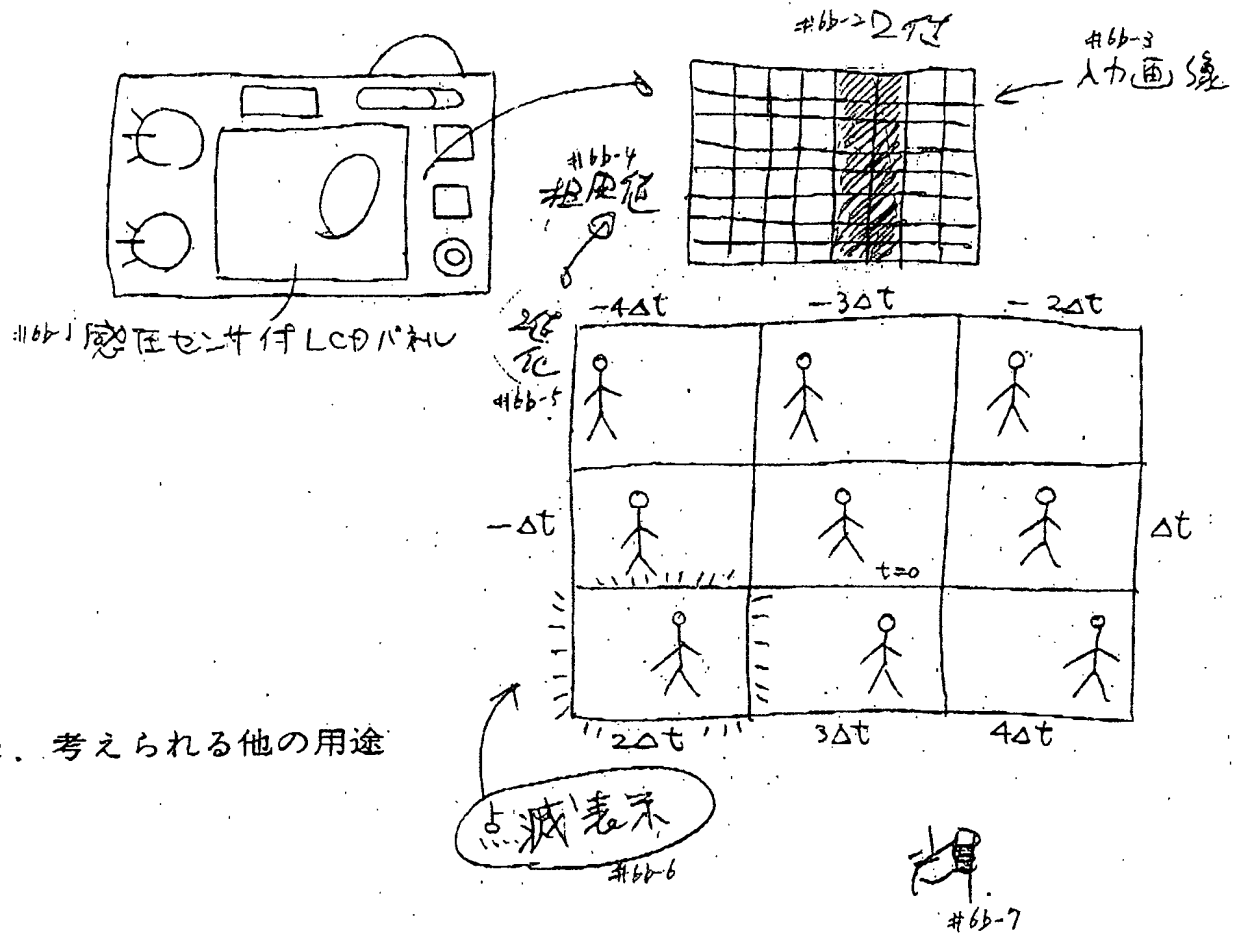 #6b-2 2値
#6b-3
入力画像
#6b-4
#6b-1 感圧センサ付LCDパネル
2値
化
#6b-5
-4Δt
-3Δt
-2Δt
-Δt
t=0
Δt
2Δt
3Δt
4Δt
. 考えられる他の用途
点滅表示
#6b-6
#6b-7